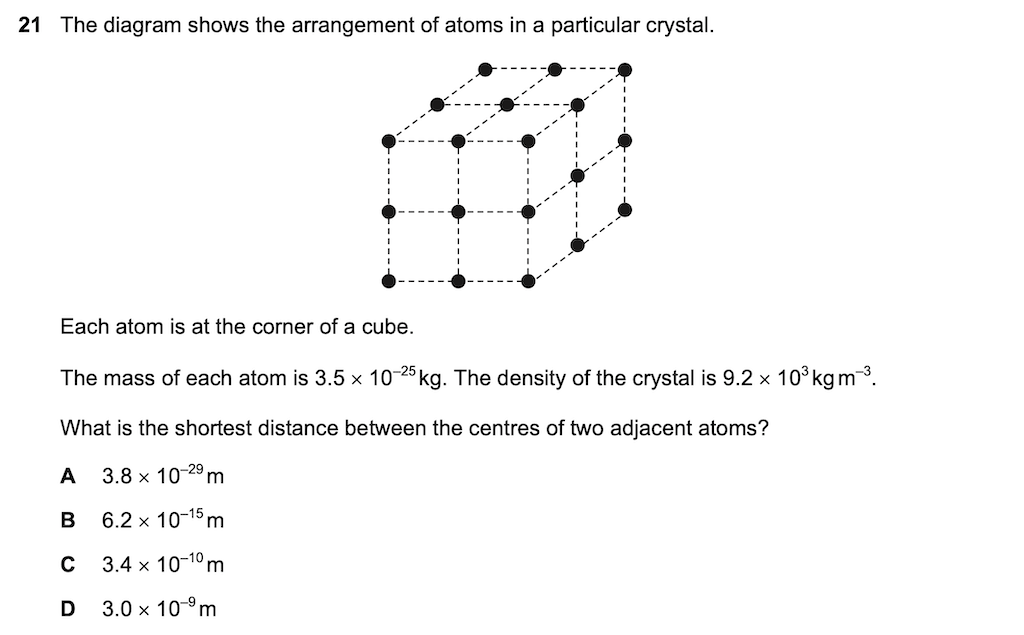 21 The diagram shows the arrangement of atoms in a particular crystal.
Each atom is at the corner of a cube.
The mass of each atom is 3.5 × 10⁻²⁵ kg. The density of the crystal is 9.2 × 10³ kg m⁻³.
What is the shortest distance between the centres of two adjacent atoms?
A 3.8 × 10⁻²⁹ m
B 6.2 × 10⁻¹⁵ m
C 3.4 × 10⁻¹⁰ m
D 3.0 × 10⁻⁹ m